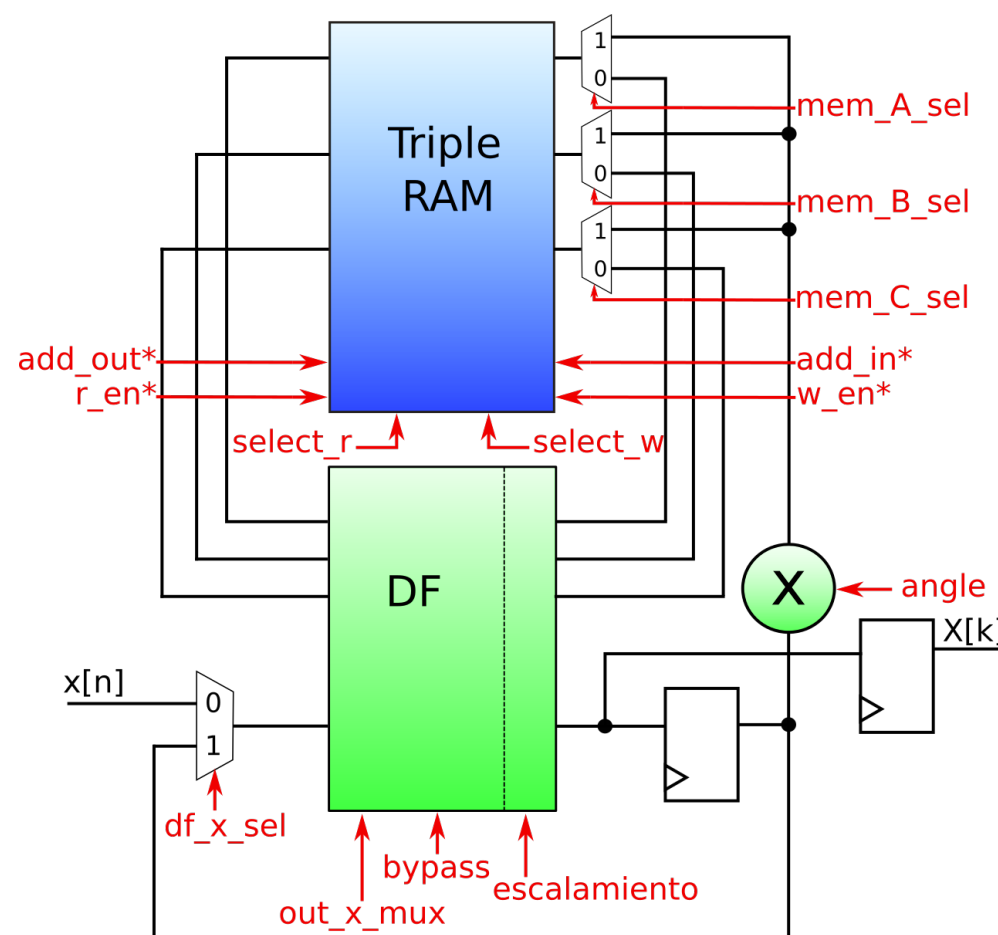 1
0
mem_A_sel
Triple
RAM
1
0
mem_B_sel
1
0
mem_C_sel
add_out*
add_in*
r_en*
w_en*
select_r
select_w
DF
X
angle
X[k]
x[n]
0
1
df_x_sel
bypass
escalamiento
out_x_mux